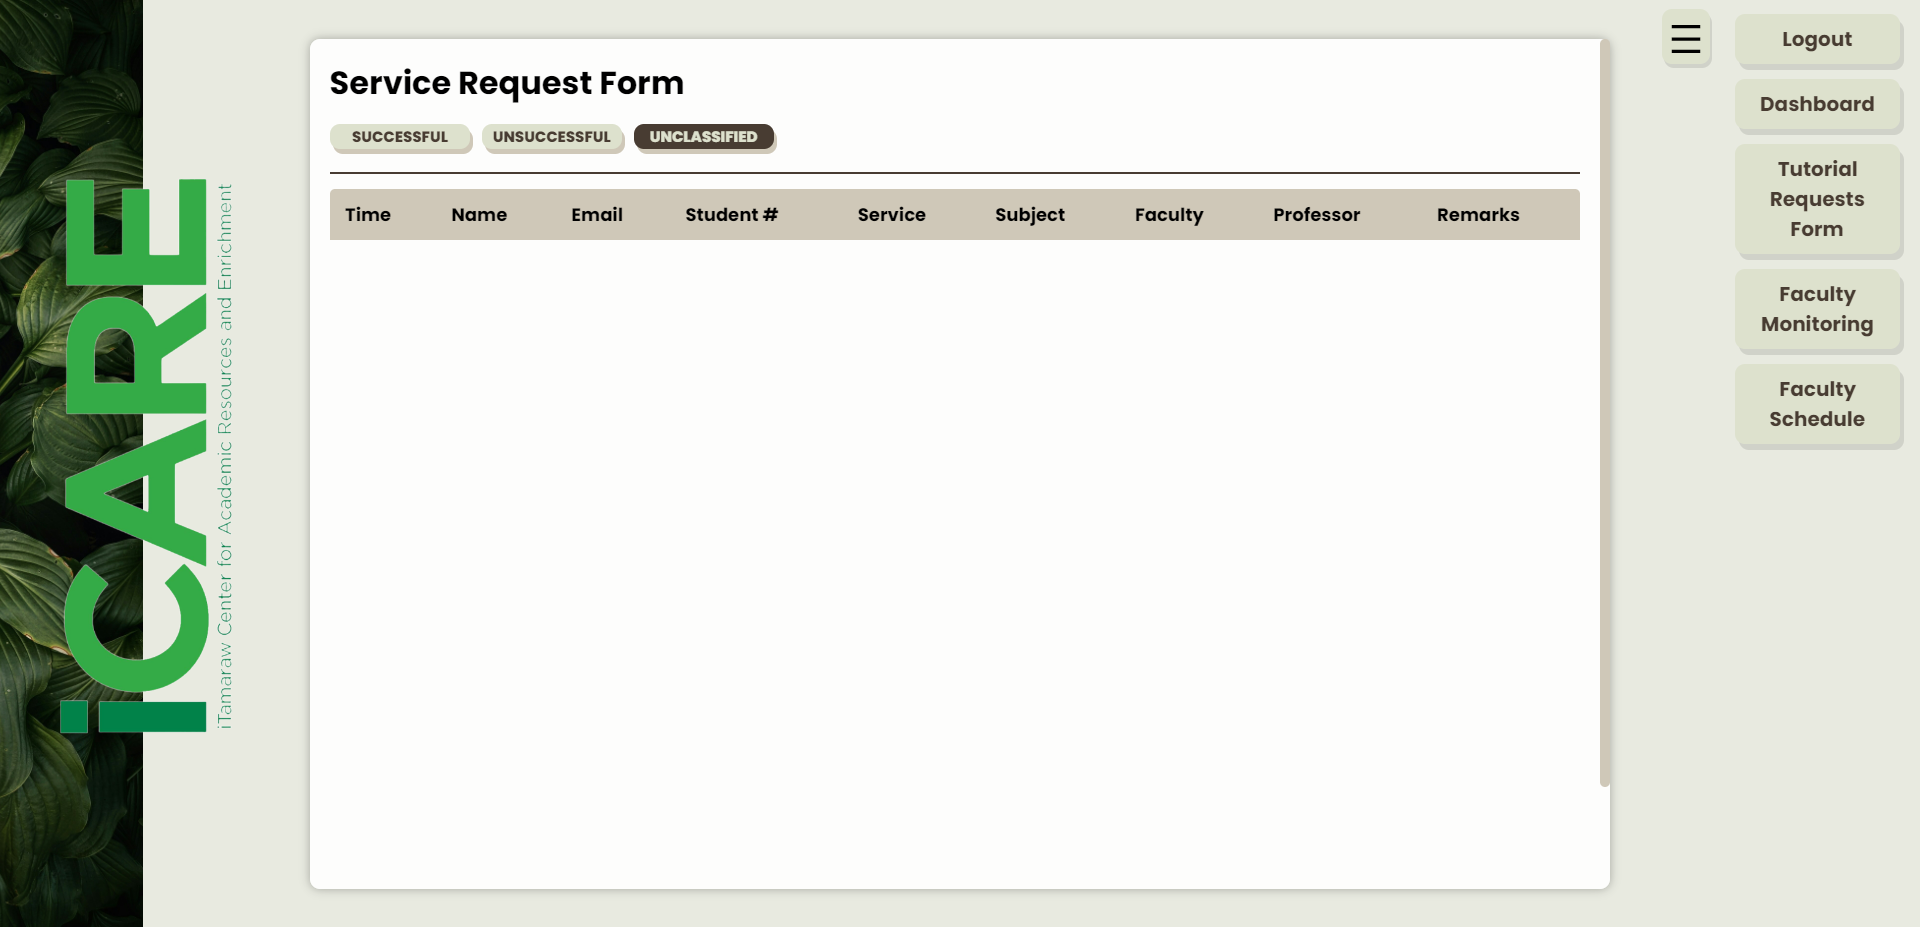 iCARE
iTamaraw Center for Academic Resources and Enrichment
Service Request Form
SUCCESSFUL UNSUCCESSFUL UNCLASSIFIED
Time Name Email Student # Service Subject Faculty Professor Remarks
Logout
Dashboard
Tutorial
Requests
Form
Faculty
Monitoring
Faculty
Schedule